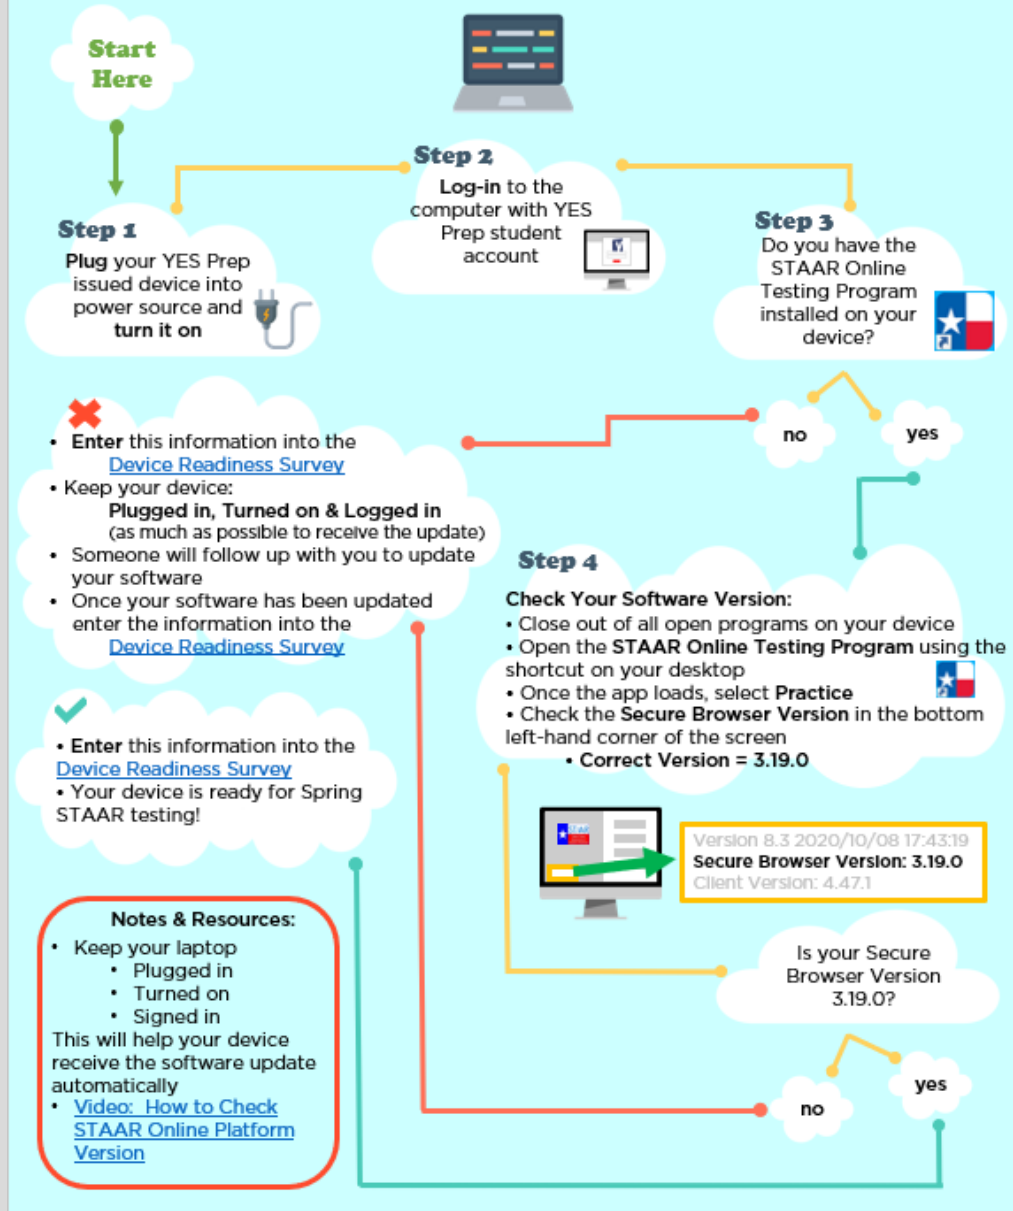 Start
Here
Step 1
Plug your YES Prep
issued device into
power source and
turn it on
Step 2
Log-in to the
computer with YES
Prep student
account
Step 3
Do you have the
STAAR Online
Testing Program
installed on your
device?
no
yes
• Enter this information into the
Device Readiness Survey
• Keep your device:
Plugged in, Turned on & Logged in
(as much as possible to receive the update)
• Someone will follow up with you to update
your software
• Once your software has been updated
enter the information into the
Device Readiness Survey
Step 4
Check Your Software Version:
• Close out of all open programs on your device
• Open the STAAR Online Testing Program using the
shortcut on your desktop
• Once the app loads, select Practice
• Check the Secure Browser Version in the bottom
left-hand corner of the screen
• Correct Version = 3.19.0
STAAR
Version 8.3 2020/10/08 17:43:19
Secure Browser Version: 3.19.0
Client Version: 4.47.1
Is your Secure
Browser Version
3.19.0?
no
yes
• Enter this information into the
Device Readiness Survey
• Your device is ready for Spring
STAAR testing!
Notes & Resources:
• Keep your laptop
• Plugged in
• Turned on
• Signed in
This will help your device
receive the software update
automatically
• Video: How to Check
STAAR Online Platform
Version